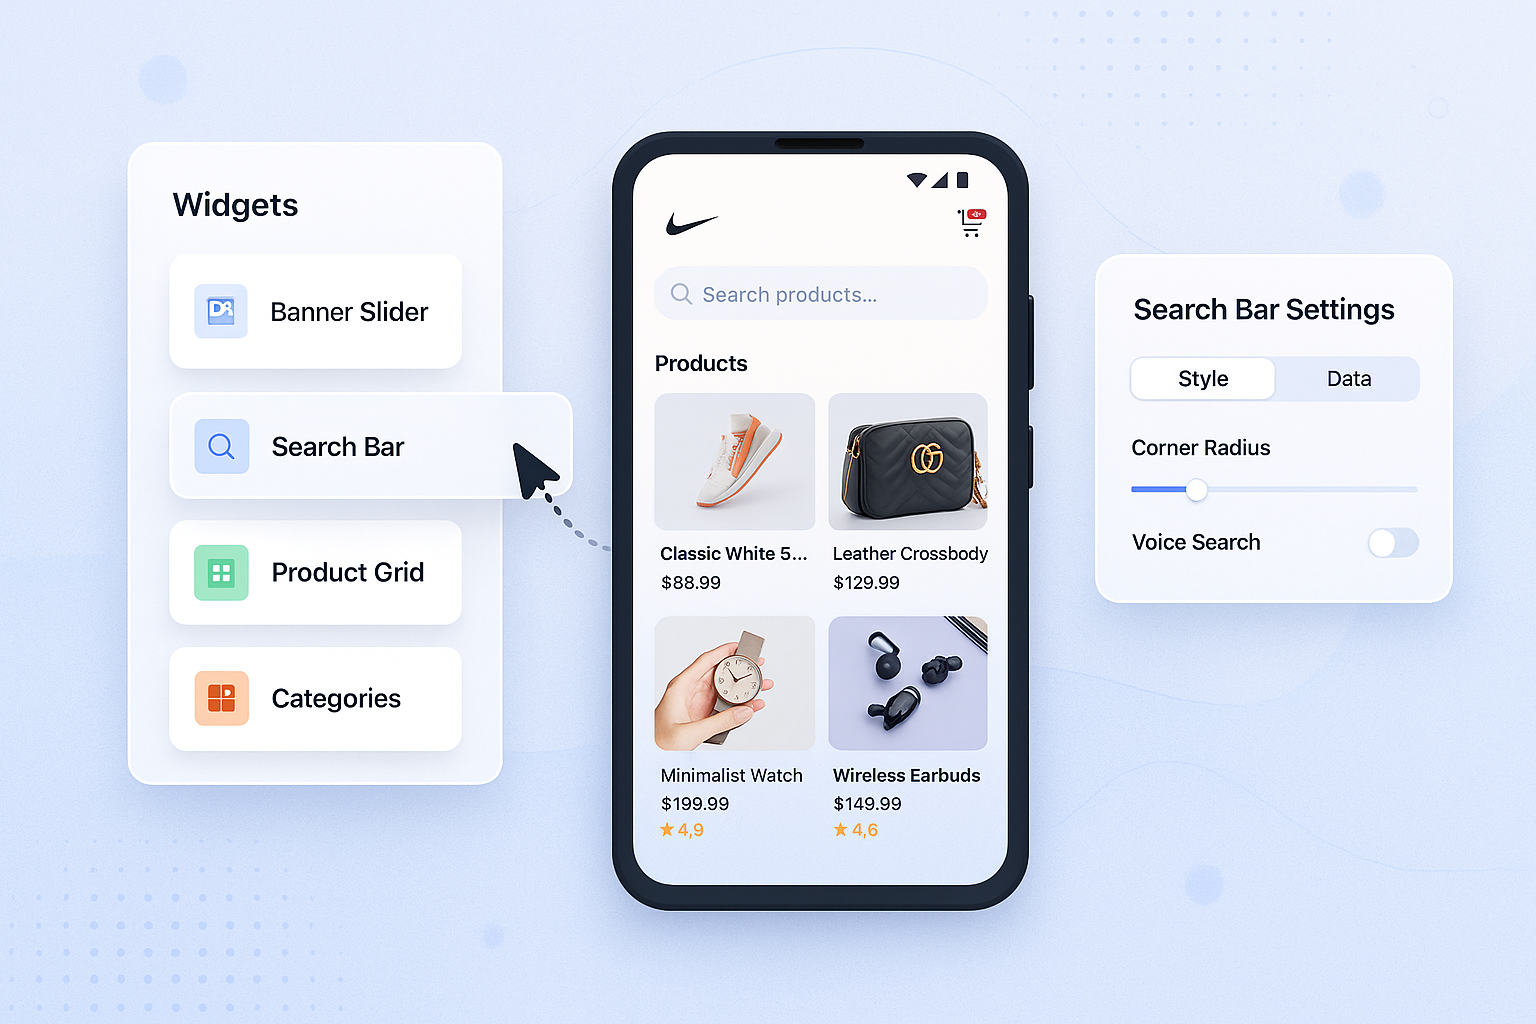 Widgets
Banner Slider
Search Bar
Product Grid
Categories
Search products...
Products
Classic White 5...
$88.99
Leather Crossbody
$129.99
Minimalist Watch
$199.99
★ 4,9
Wireless Earbuds
$149.99
★ 4,6
Search Bar Settings
Style
Data
Corner Radius
Voice Search